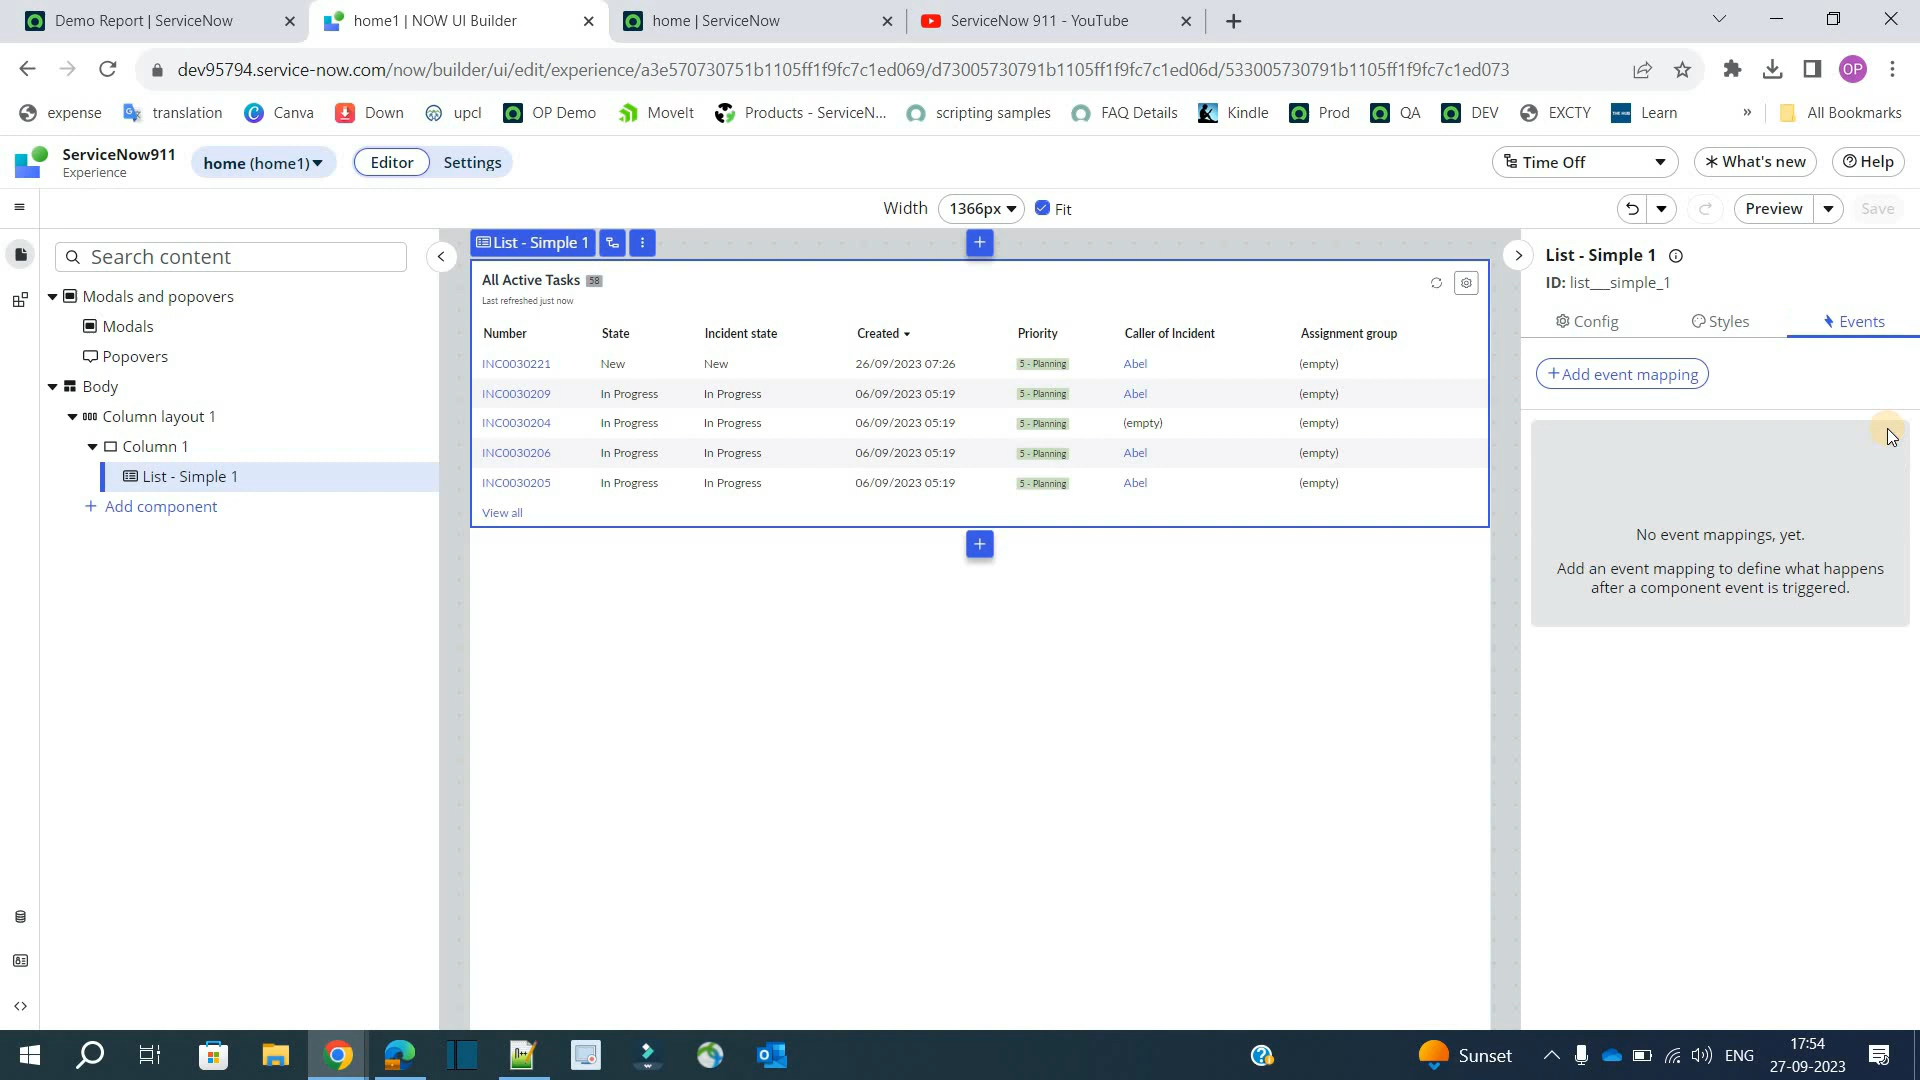 Demo Report | ServiceNow
home1 | NOW UI Builder
home | ServiceNow
ServiceNow 911 - YouTube
dev95794.service-now.com/now/builder/ui/edit/experience/a3e570730751b1105ff1f9fc7c1ed069/d73005730791b1105ff1f9fc7c1ed06d/533005730791b1105ff1f9fc7c1ed073
OP
expense translation Canva Down upcl OP Demo MoveIt Products - ServiceN... scripting samples FAQ Details Kindle Prod QA DEV EXCTY Learn » All Bookmarks
ServiceNow911
Experience
home (home1)
Editor Settings
Time Off
What's new
Help
Width 1366px Fit
Preview
Save
Search content
Modals and popovers
Modals
Popovers
Body
Column layout 1
Column 1
List - Simple 1
+ Add component
List - Simple 1
All Active Tasks 58
Last refreshed just now
Number State Incident state Created Priority Caller of Incident Assignment group
INC0030221 New New 26/09/2023 07:26 5 - Planning Abel (empty)
INC0030209 In Progress In Progress 06/09/2023 05:19 5 - Planning Abel (empty)
INC0030204 In Progress In Progress 06/09/2023 05:19 5 - Planning (empty) (empty)
INC0030206 In Progress In Progress 06/09/2023 05:19 5 - Planning Abel (empty)
INC0030205 In Progress In Progress 06/09/2023 05:19 5 - Planning Abel (empty)
View all
List - Simple 1
ID: list__simple_1
Config Styles Events
+ Add event mapping
No event mappings, yet.
Add an event mapping to define what happens
after a component event is triggered.
Sunset
ENG
17:54
27-09-2023